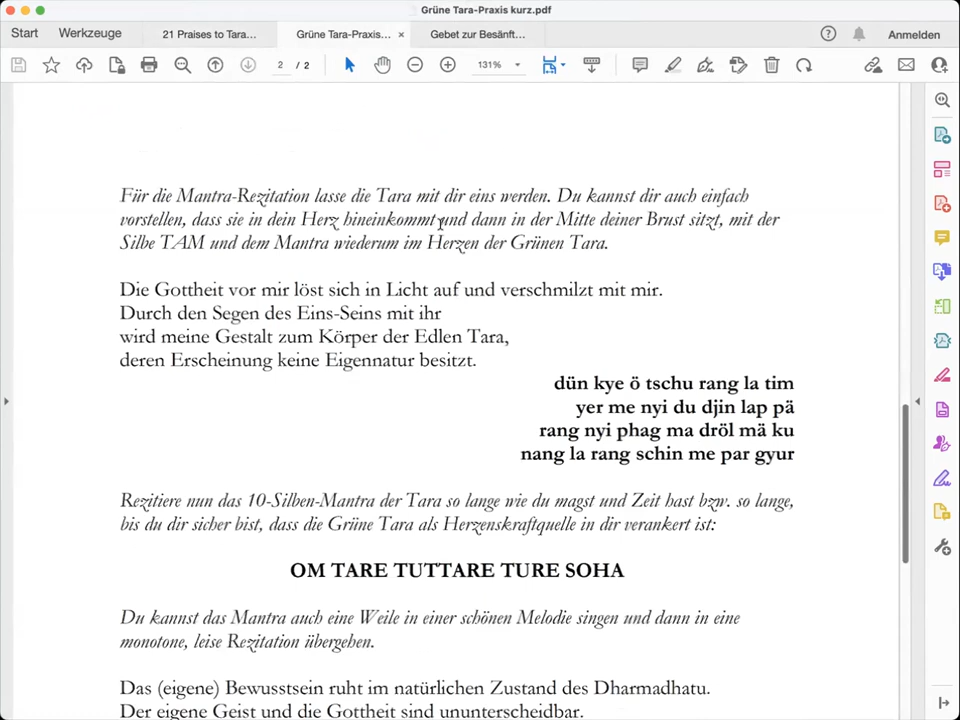 Grüne Tara-Praxis kurz.pdf
Start
Werkzeuge
21 Praises to Tara...
Grüne Tara-Praxis... ×
Gebet zur Besänft...
Anmelden
2 / 2
131%
Für die Mantra-Rezitation lasse die Tara mit dir eins werden. Du kannst dir auch einfach
vorstellen, dass sie in dein Herz hineinkommt und dann in der Mitte deiner Brust sitzt, mit der
Silbe TAM und dem Mantra wiederum im Herzen der Grünen Tara.
Die Gottheit vor mir löst sich in Licht auf und verschmilzt mit mir.
Durch den Segen des Eins-Seins mit ihr
wird meine Gestalt zum Körper der Edlen Tara,
deren Erscheinung keine Eigennatur besitzt.
dün kye ö tschu rang la tim
yer me nyi du djin lap pä
rang nyi phag ma dröl mä ku
nang la rang schin me par gyur
Rezitiere nun das 10-Silben-Mantra der Tara so lange wie du magst und Zeit hast bzw. so lange,
bis du dir sicher bist, dass die Grüne Tara als Herzenskraftquelle in dir verankert ist:
OM TARE TUTTARE TURE SOHA
Du kannst das Mantra auch eine Weile in einer schönen Melodie singen und dann in eine
monotone, leise Rezitation übergehen.
Das (eigene) Bewusstsein ruht im natürlichen Zustand des Dharmadhatu.
Der eigene Geist und die Gottheit sind ununterscheidbar.